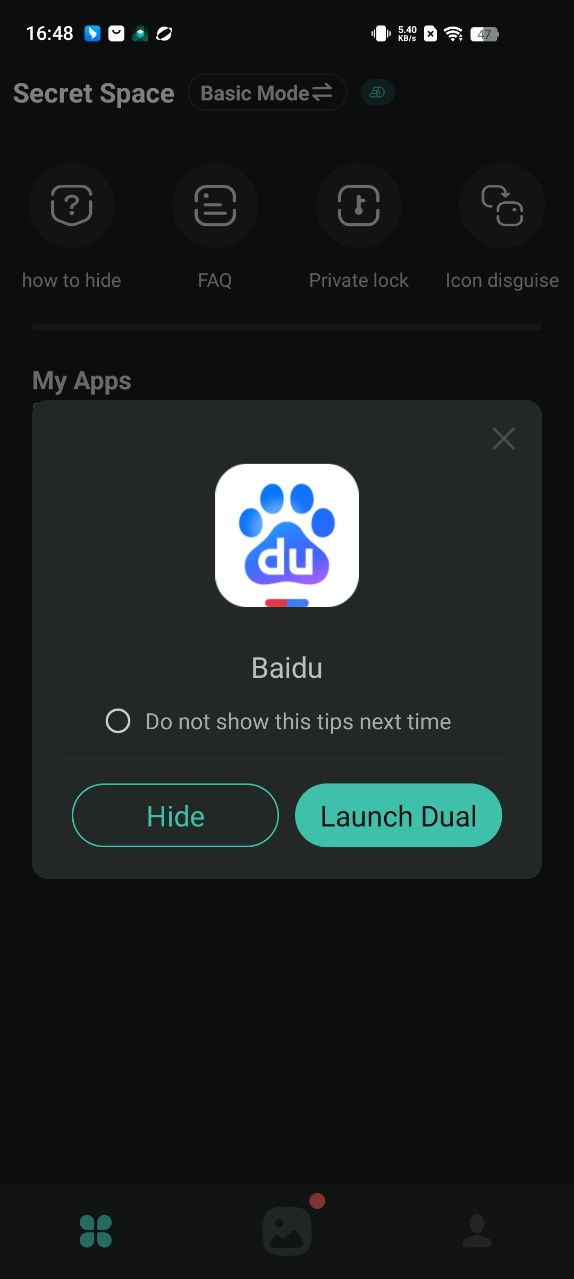 16:48
5.40
KB/s
47
Secret Space
Basic Mode
how to hide
FAQ
Private lock
Icon disguise
My Apps
du
Baidu
Do not show this tips next time
Hide
Launch Dual